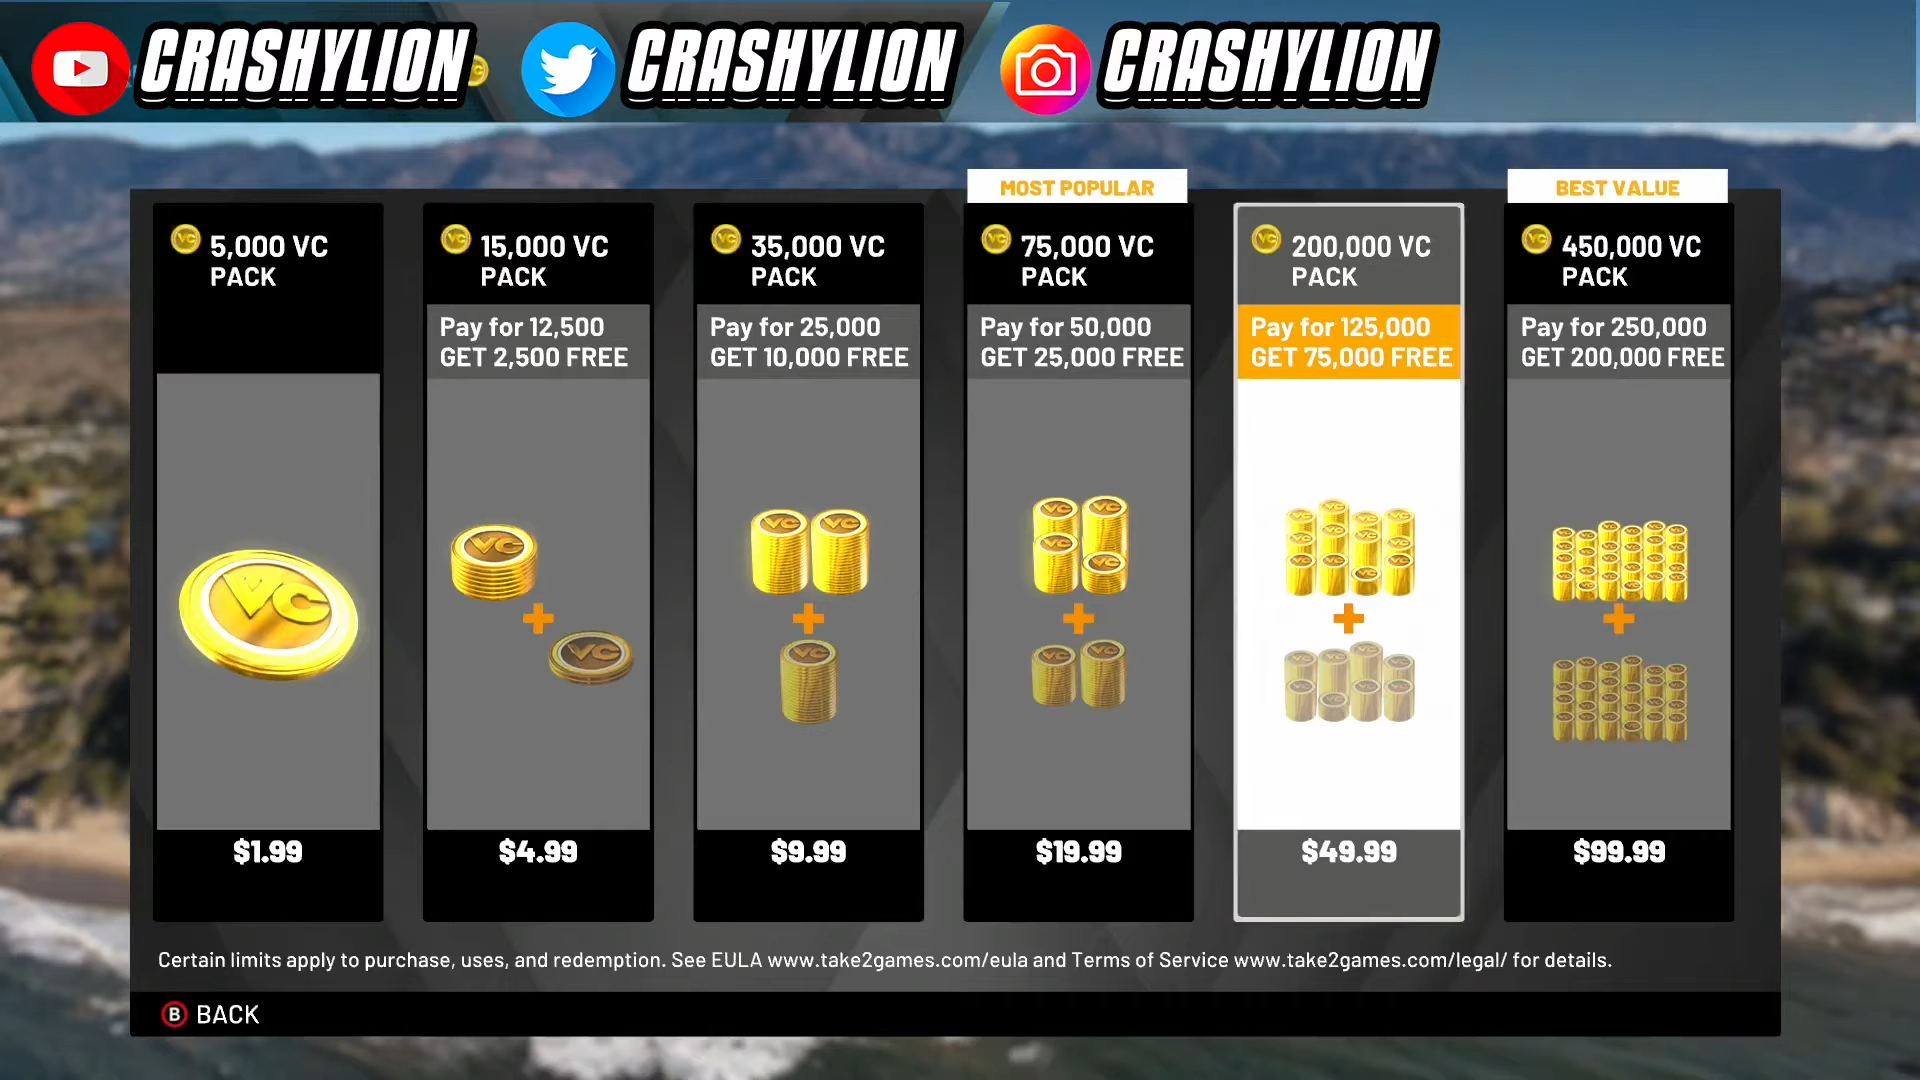 CRASHYLION
CRASHYLION
CRASHYLION
MOST POPULAR
BEST VALUE
5,000 VC
PACK
15,000 VC
PACK
Pay for 12,500
GET 2,500 FREE
35,000 VC
PACK
Pay for 25,000
GET 10,000 FREE
75,000 VC
PACK
Pay for 50,000
GET 25,000 FREE
200,000 VC
PACK
Pay for 125,000
GET 75,000 FREE
450,000 VC
PACK
Pay for 250,000
GET 200,000 FREE
VC
$1.99
$4.99
$9.99
$19.99
$49.99
$99.99
Certain limits apply to purchase, uses, and redemption. See EULA www.take2games.com/eula and Terms of Service www.take2games.com/legal/ for details.
B BACK